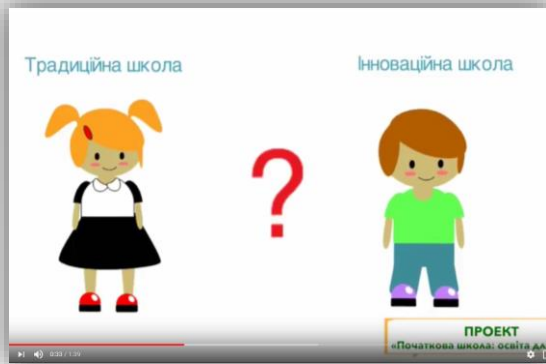 Традиційна школа
Інноваційна школа
?
ПРОЕКТ
«Початкова школа: освіта для